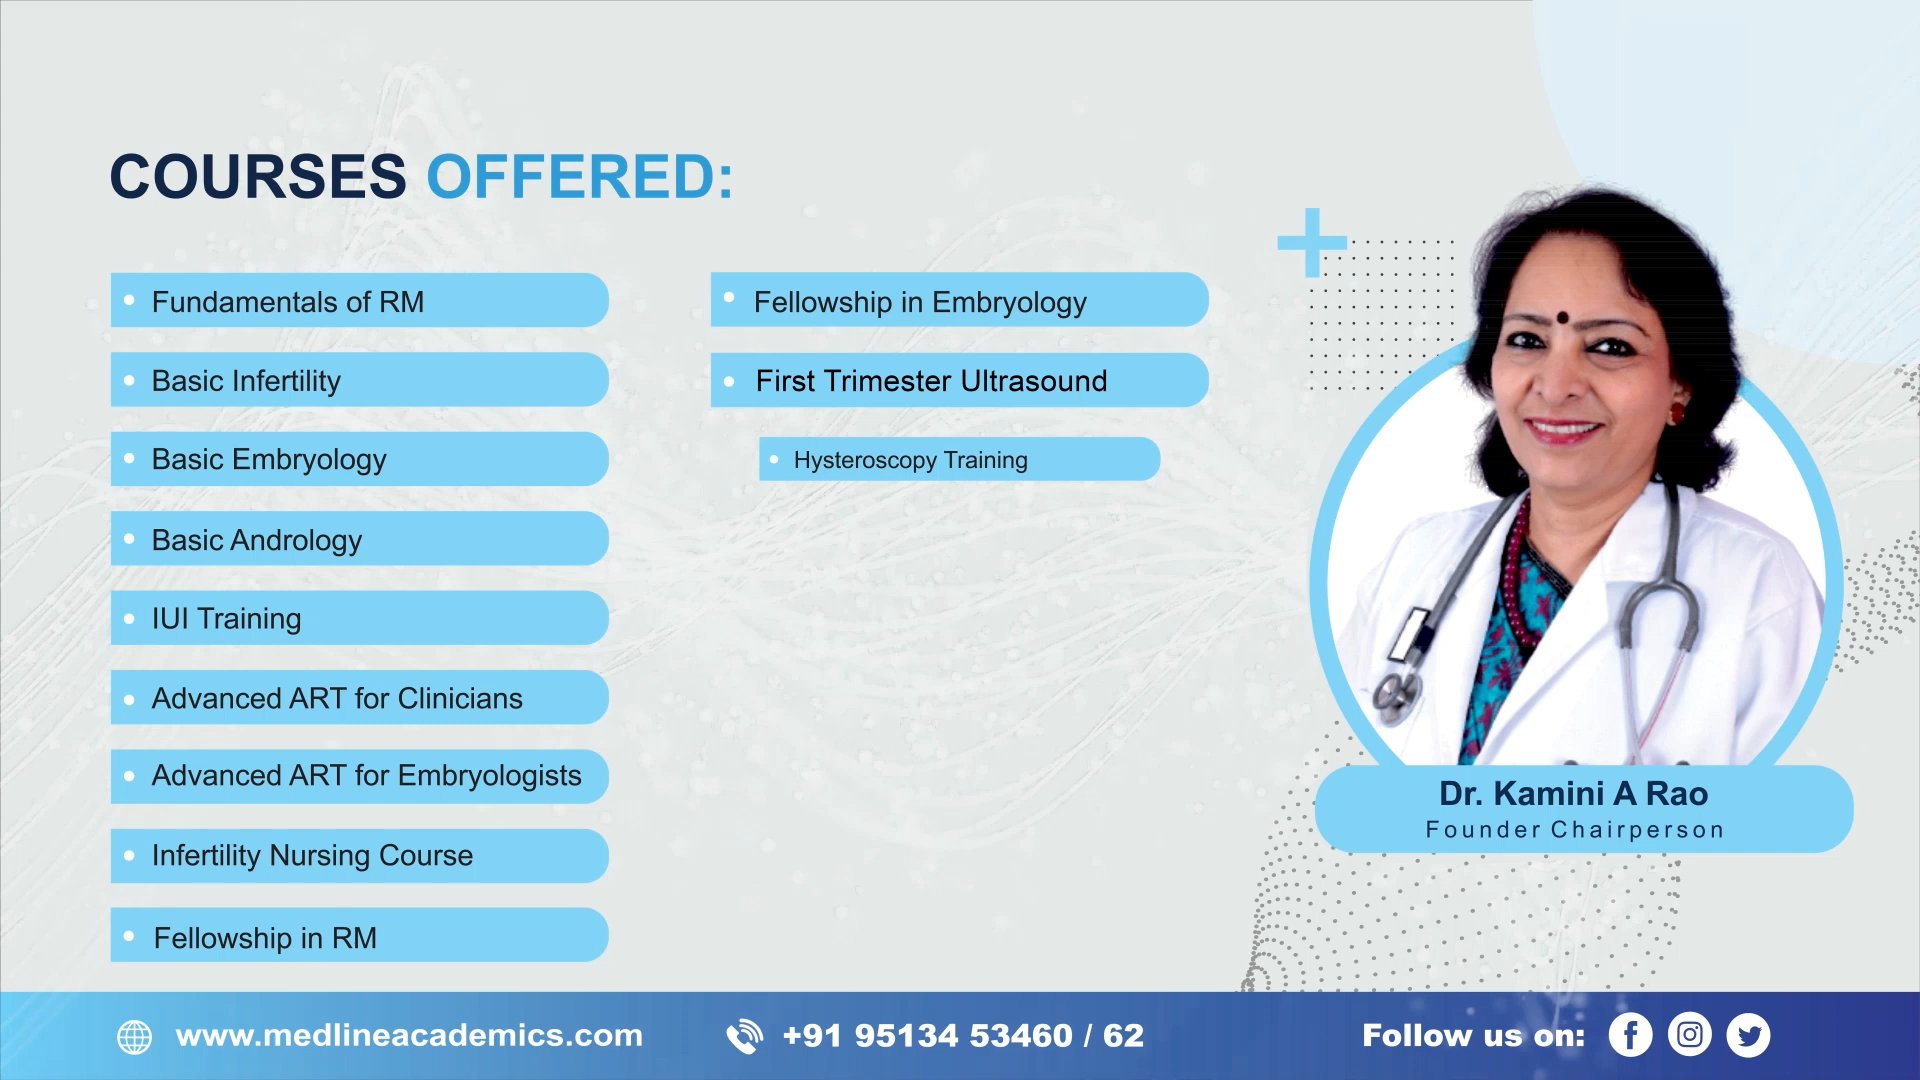 COURSES OFFERED:
Fundamentals of RM
Basic Infertility
Basic Embryology
Basic Andrology
IUI Training
Advanced ART for Clinicians
Advanced ART for Embryologists
Infertility Nursing Course
Fellowship in RM
Fellowship in Embryology
First Trimester Ultrasound
Hysteroscopy Training
Dr. Kamini A Rao
Founder Chairperson
www.medlineacademics.com
+91 95134 53460 / 62
Follow us on: